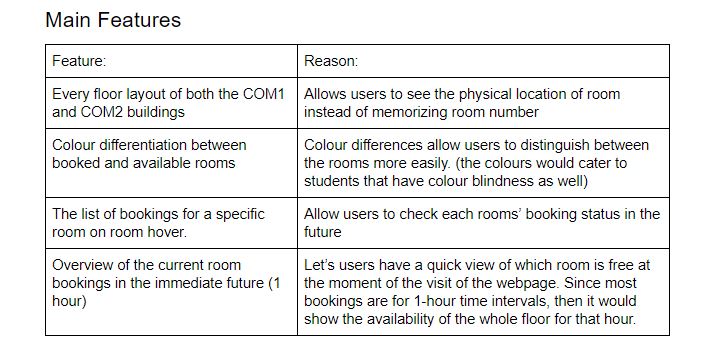 Main Features
Feature:
Reason:
Every floor layout of both the COM1
and COM2 buildings
Allows users to see the physical location of room
instead of memorizing room number
Colour differentiation between
booked and available rooms
Colour differences allow users to distinguish between
the rooms more easily. (the colours would cater to
students that have colour blindness as well)
The list of bookings for a specific
room on room hover.
Allow users to check each rooms’ booking status in the
future
Overview of the current room
bookings in the immediate future (1
hour)
Let’s users have a quick view of which room is free at
the moment of the visit of the webpage. Since most
bookings are for 1-hour time intervals, then it would
show the availability of the whole floor for that hour.